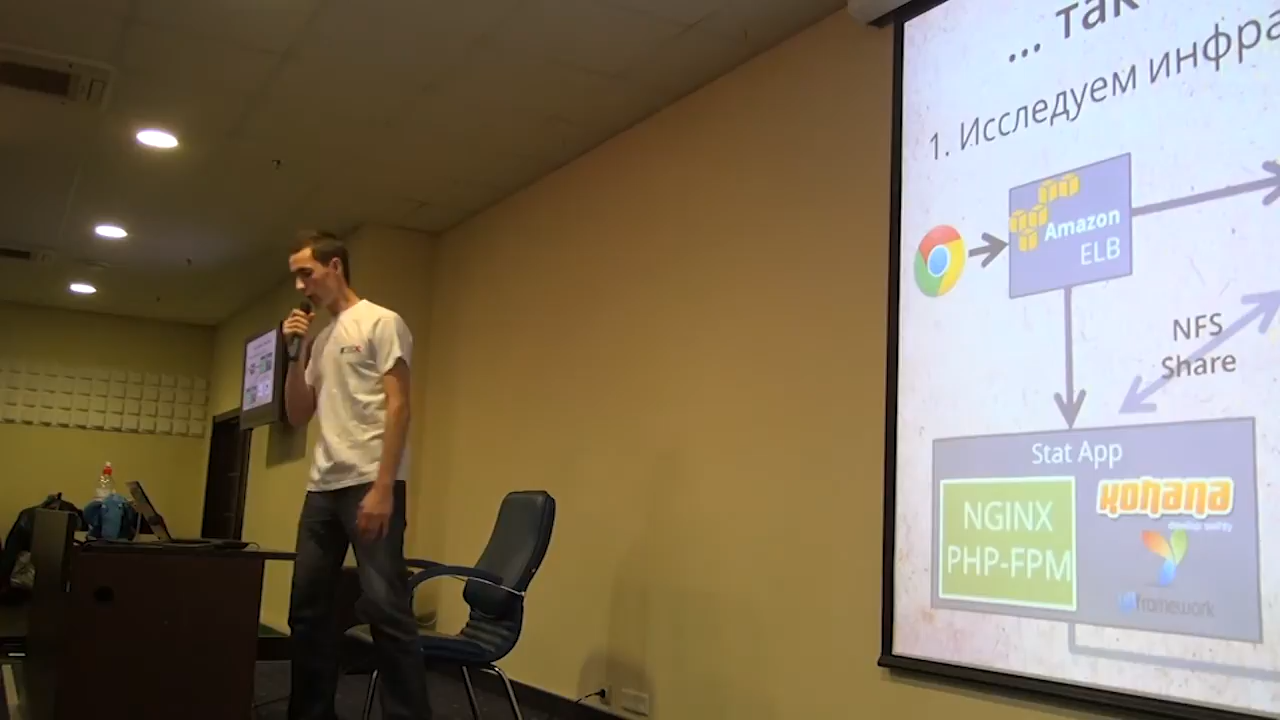 ... так
1. Исследуем инфра
Amazon
ELB
NFS
Share
Stat App
NGINX
PHP-FPM
kohana
framework